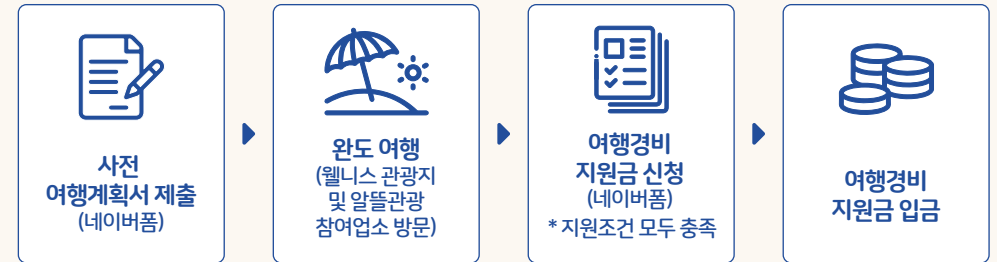 사전
여행계획서 제출
(네이버폼)
완도 여행
(웰니스 관광지
및 알뜰관광
참여업소 방문)
여행경비
지원금 신청
(네이버폼)
* 지원조건 모두 충족
여행경비
지원금 입금